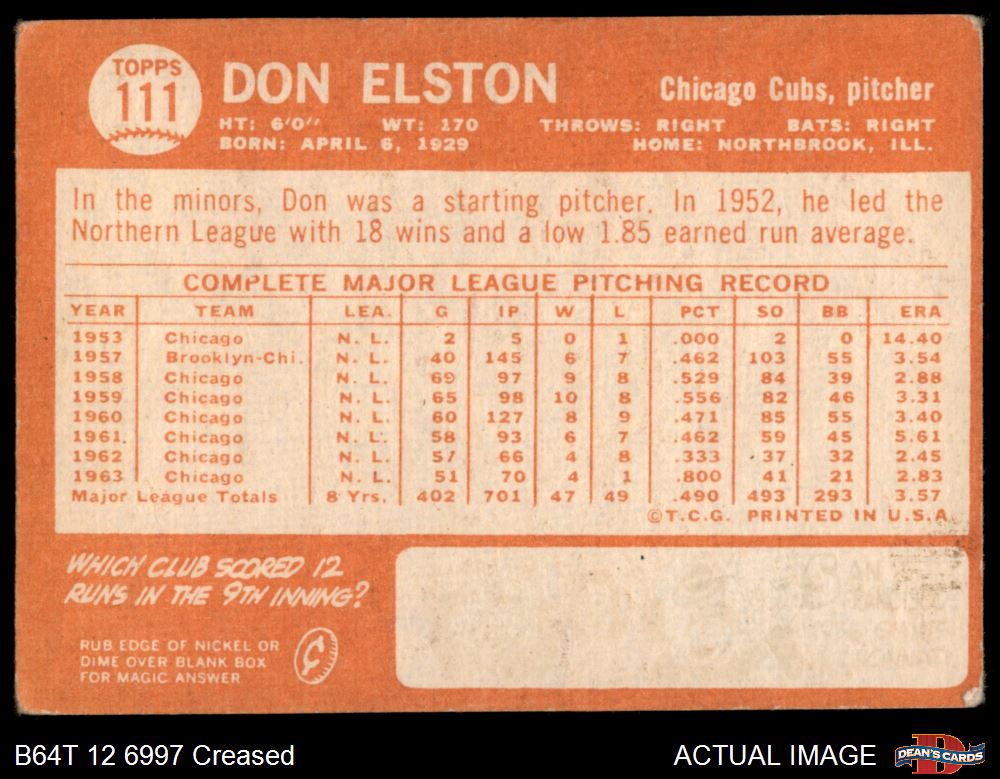 TOPPS
111
DON ELSTON
Chicago Cubs, pitcher
HT: 6'0" WT: 170 THROWS: RIGHT BATS: RIGHT
BORN: APRIL 6, 1929 HOME: NORTHBROOK, ILL.
In the minors, Don was a starting pitcher. In 1952, he led the
Northern League with 18 wins and a low 1.85 earned run average.
COMPLETE MAJOR LEAGUE PITCHING RECORD
YEAR TEAM LEA. G IP W L PCT SO BB ERA
1953 Chicago N. L. 2 5 0 1 .000 2 0 14.40
1957 Brooklyn-Chi. N. L. 40 145 6 7 .462 103 55 3.54
1958 Chicago N. L. 69 97 9 8 .529 84 39 2.88
1959 Chicago N. L. 65 98 10 8 .556 82 46 3.31
1960 Chicago N. L. 60 127 8 9 .471 85 55 3.40
1961 Chicago N. L. 58 93 6 7 .462 59 45 5.61
1962 Chicago N. L. 57 66 4 8 .333 37 32 2.45
1963 Chicago N. L. 51 70 4 1 .800 41 21 2.83
Major League Totals 8 Yrs. 402 701 47 49 .490 493 293 3.57
©T.C.G. PRINTED IN U.S.A.
WHICH CLUB SCORED 12
RUNS IN THE 9TH INNING?
RUB EDGE OF NICKEL OR
DIME OVER BLANK BOX
FOR MAGIC ANSWER
¢
B64T 12 6997 Creased
ACTUAL IMAGE
DEAN'S CARDS